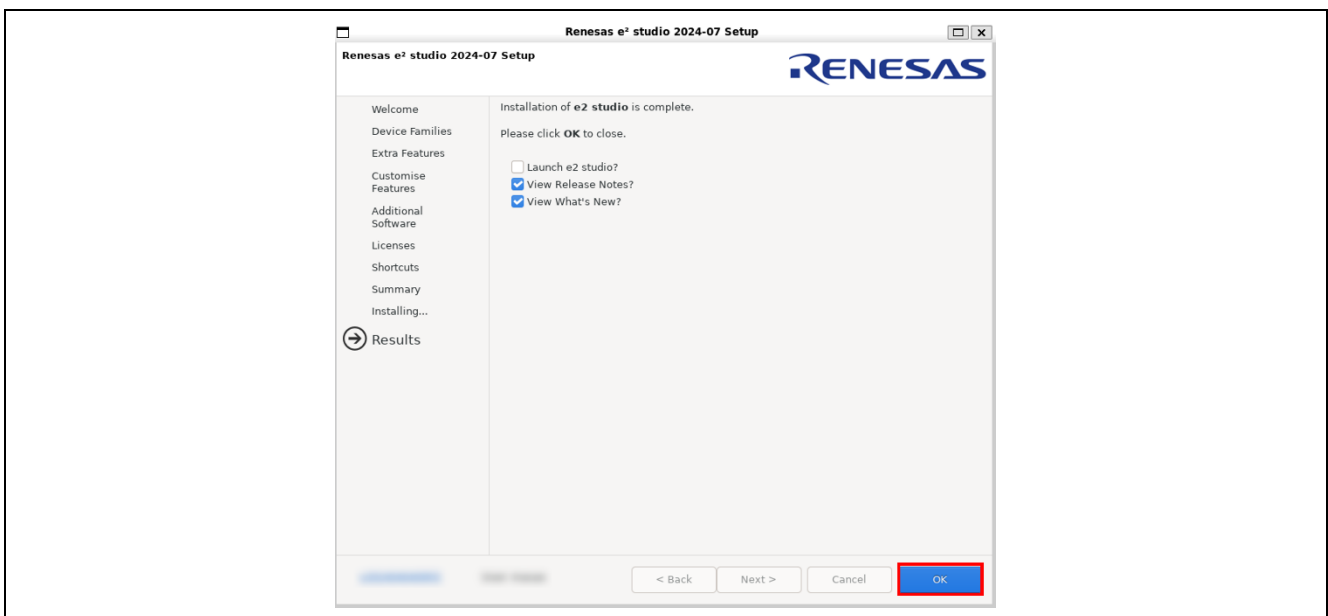 Renesas e² studio 2024-07 Setup
Renesas e² studio 2024-07 Setup
RENESAS
Welcome
Device Families
Extra Features
Customise
Features
Additional
Software
Licenses
Shortcuts
Summary
Installing...
Results
Installation of e2 studio is complete.
Please click OK to close.
Launch e2 studio?
View Release Notes?
View What's New?
< Back
Next >
Cancel
OK